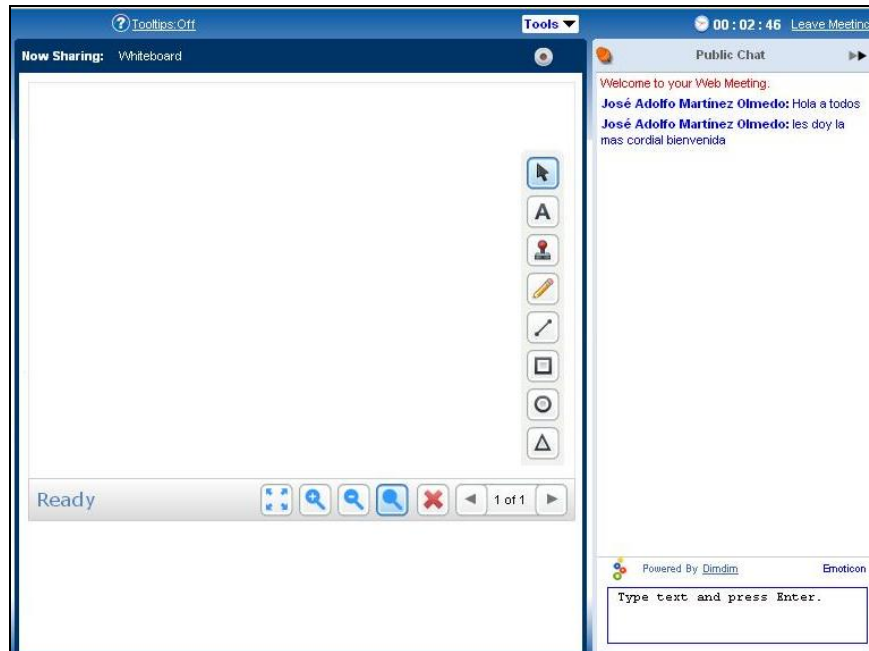 Tooltips:Off
Tools
00 : 02 : 46 Leave Meeting
Now Sharing: Whiteboard
Public Chat
Welcome to your Web Meeting.
José Adolfo Martínez Olmedo: Hola a todos
José Adolfo Martínez Olmedo: les doy la
mas cordial bienvenida
A
Ready
1 of 1
Powered By Dimdim
Emoticon
Type text and press Enter.